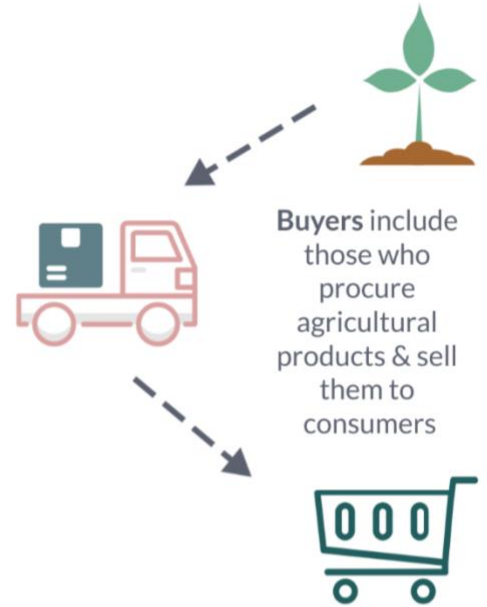 Buyers include
those who
procure
agricultural
products & sell
them to
consumers